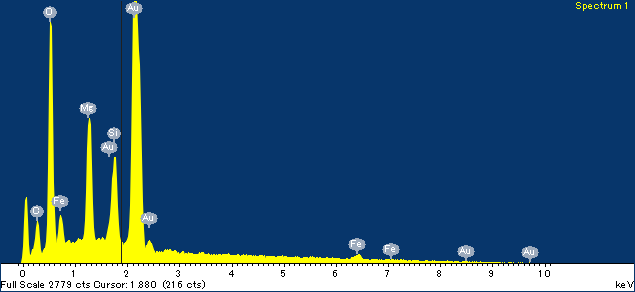 Spectrum 1
O
Au
Mg
Si
Au
Fe
Au
Fe
Fe
Au
Au
0 1 2 3 4 5 6 7 8 9 10
Full Scale 2779 cts Cursor: 1.880 (216 cts) keV